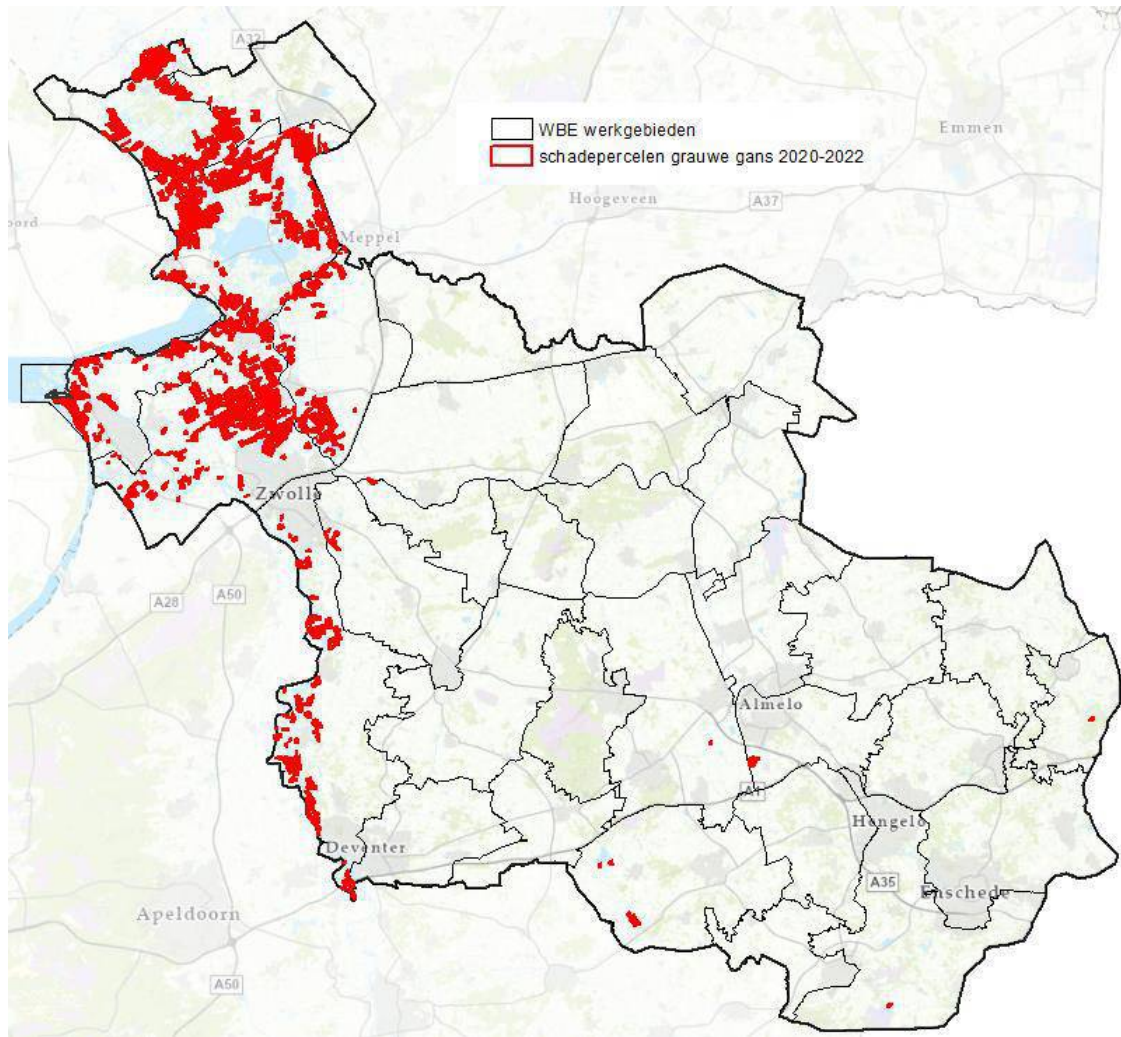 A32
WBE werkgebieden
schadepercelen grauwe gans 2020-2022
Emmen
Hoogeveen
A37
oord
Meppel
Zwolle
A28
A50
Almelo
A1
Hengelo
Deventer
A35
Enschede
Apeldoorn
A50